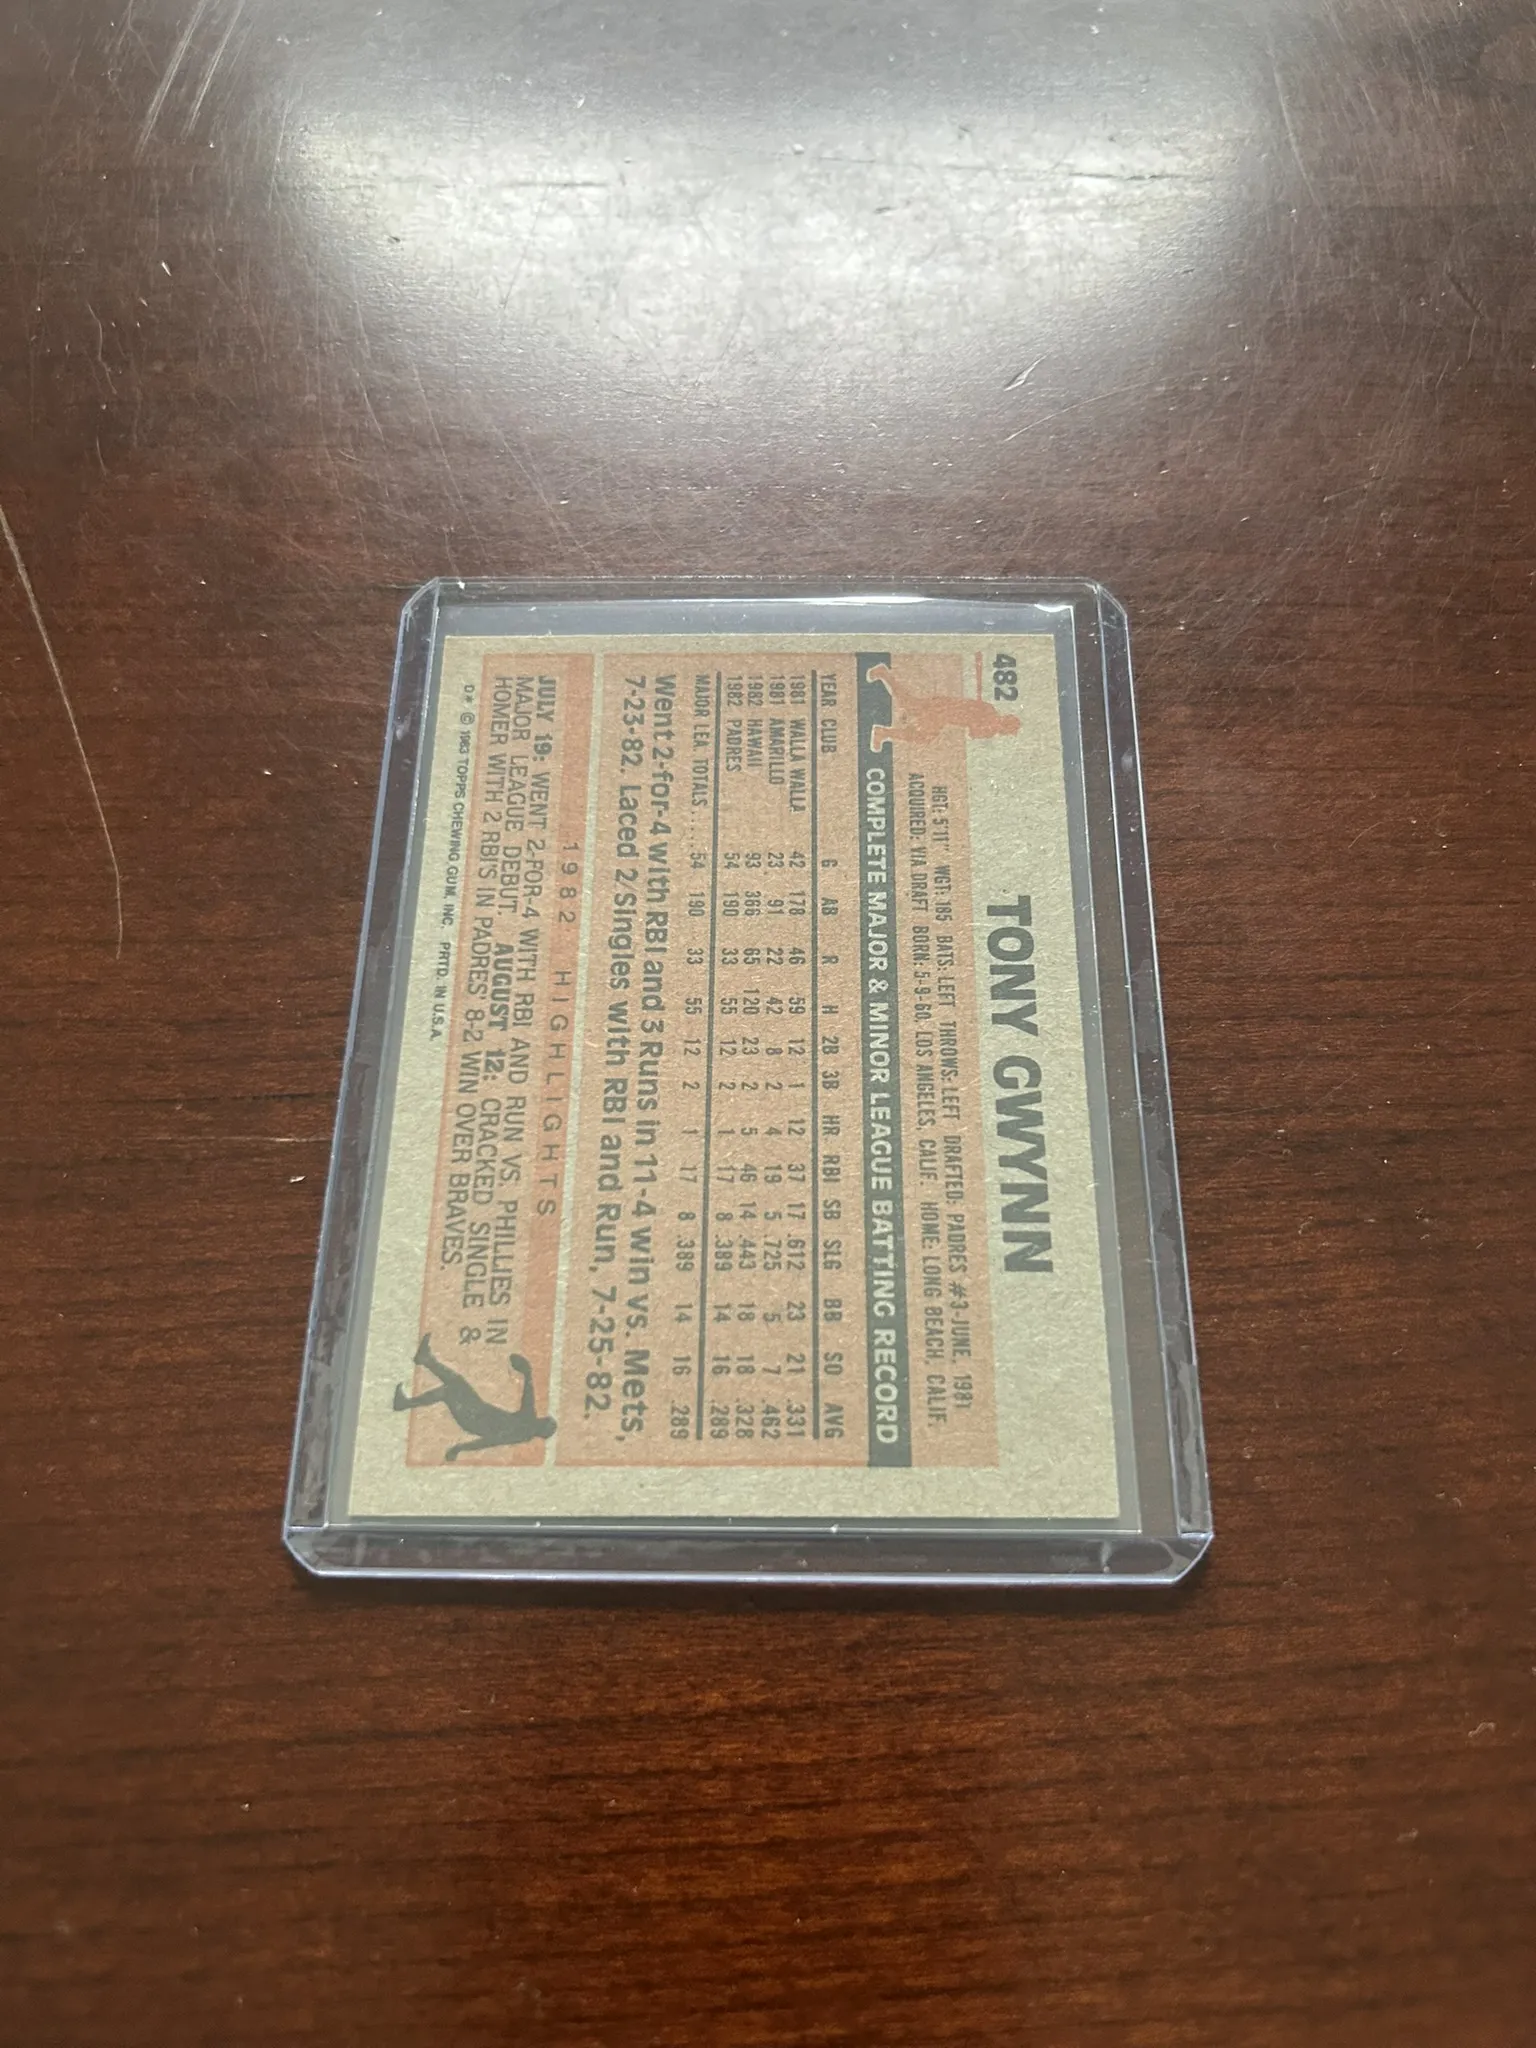 482
TONY GWYNN
HGT: 5'11" WGT: 185 BATS: LEFT THROWS: LEFT DRAFTED: PADRES #3-JUNE, 1981
ACQUIRED: VIA DRAFT BORN: 5-9-60, LOS ANGELES, CALIF. HOME: LONG BEACH, CALIF.
COMPLETE MAJOR & MINOR LEAGUE BATTING RECORD
YEAR CLUB G AB R H 2B 3B HR RBI SB SLG BB SO AVG
1981 WALLA WALLA 42 178 46 59 12 1 12 37 17 .612 23 21 .331
1981 AMARILLO 23 91 22 42 8 2 4 19 5 .725 5 7 .462
1982 HAWAII 93 366 65 120 23 2 5 46 14 .443 18 18 .328
1982 PADRES 54 190 33 55 12 2 1 17 8 .389 14 16 .289
MAJOR LEA. TOTALS.... 54 190 33 55 12 2 1 17 8 .389 14 16 .289
Went 2-for-4 with RBI and 3 Runs in 11-4 win vs. Mets,
7-23-82. Laced 2/Singles with RBI and Run, 7-25-82.
1982 HIGHLIGHTS
JULY 19: WENT 2-FOR-4 WITH RBI AND RUN VS. PHILLIES IN
MAJOR LEAGUE DEBUT. AUGUST 12: CRACKED SINGLE &
HOMER WITH 2 RBI'S IN PADRES' 8-2 WIN OVER BRAVES.
D* © 1983 TOPPS CHEWING GUM, INC. PRTD. IN U.S.A.